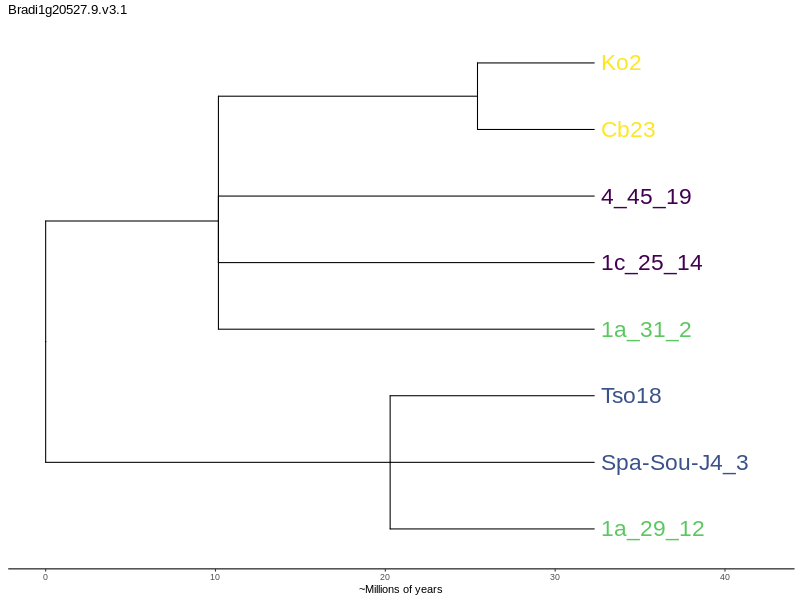 Bradi1g20527.9.v3.1
Ko2
Cb23
4_45_19
1c_25_14
1a_31_2
Tso18
Spa-Sou-J4_3
1a_29_12
0 10 20 30 40
~Millions of years